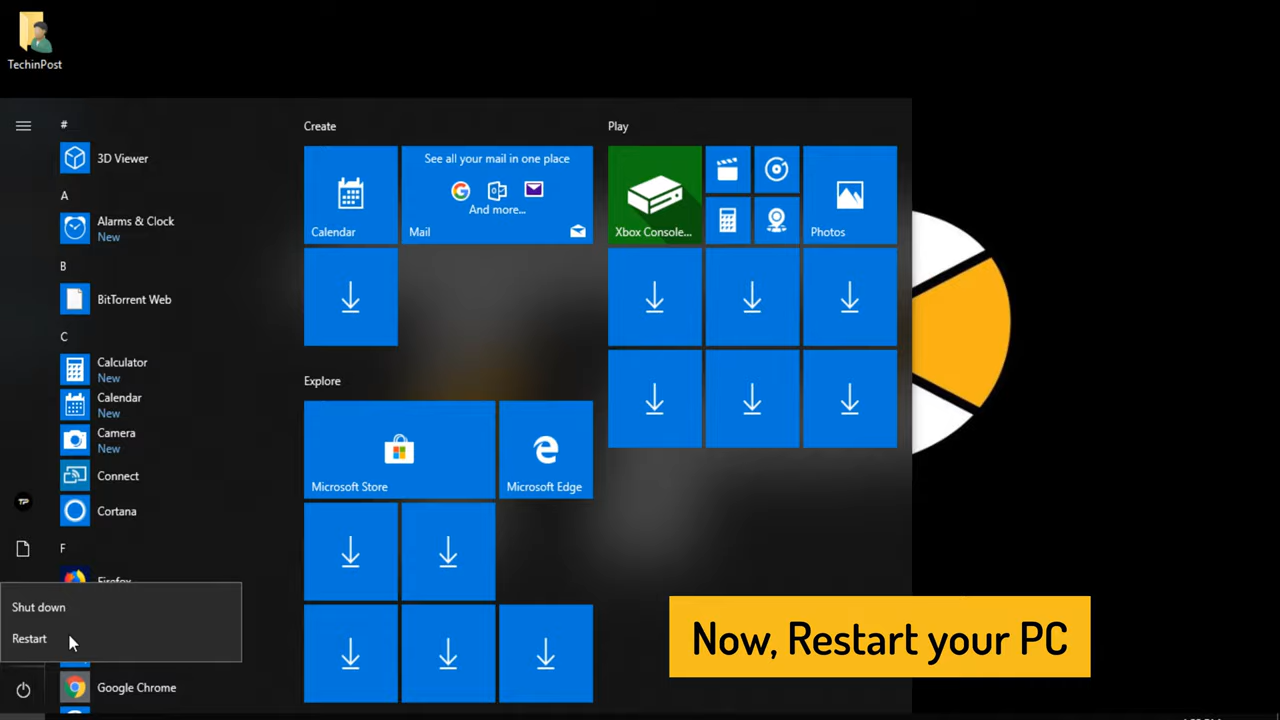 TechinPost
#
3D Viewer
A
Alarms & Clock
New
B
BitTorrent Web
C
Calculator
New
Calendar
New
Camera
New
Connect
Cortana
F
Firefox
Shut down
Restart
Google Chrome
TP
Create
Calendar
See all your mail in one place
And more...
Mail
Explore
Microsoft Store
Microsoft Edge
Play
Xbox Console...
Photos
Now, Restart your PC